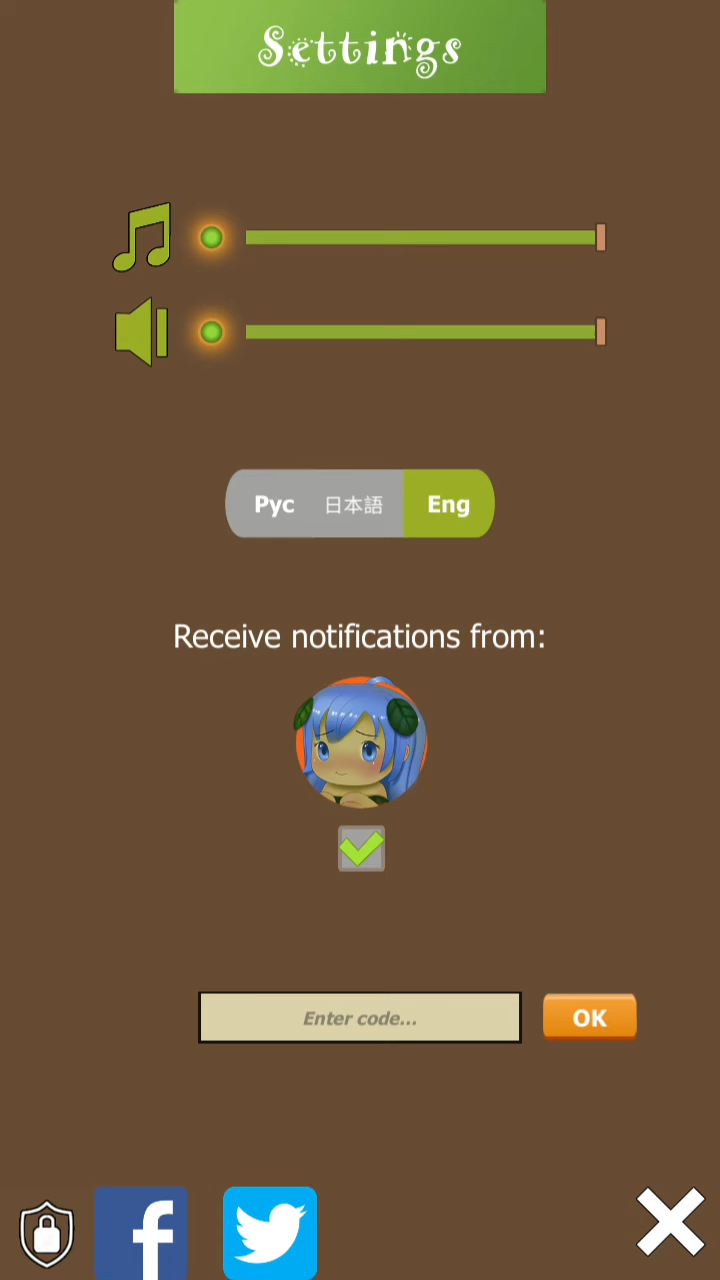 Settings
Рус 日本語 Eng
Receive notifications from:
Enter code...
OK